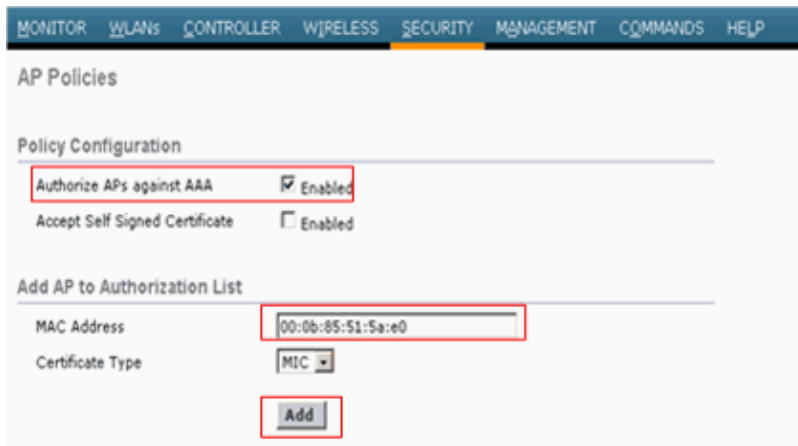 MONITOR WLANs CONTROLLER WIRELESS SECURITY MANAGEMENT COMMANDS HELP
AP Policies
Policy Configuration
Authorize APs against AAA Enabled
Accept Self Signed Certificate Enabled
Add AP to Authorization List
MAC Address 00:0b:85:51:5a:e0
Certificate Type MIC
Add